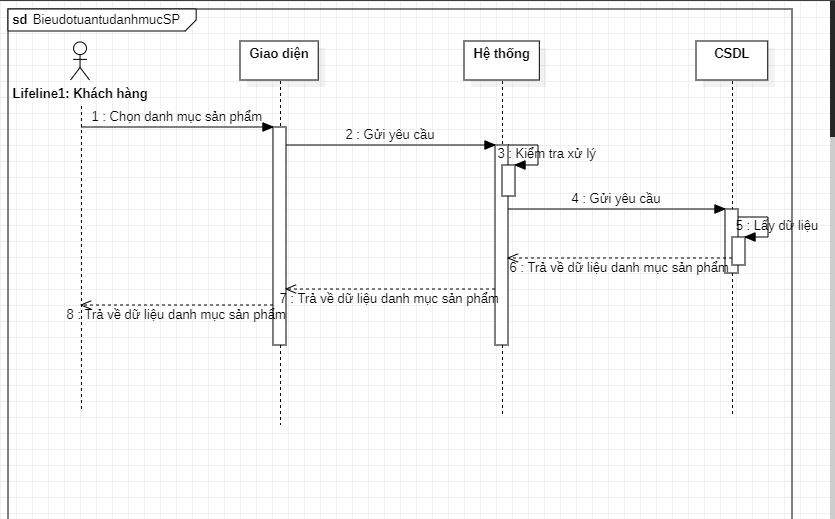 sd BieudotuantudanhmucSP
Giao diện
Hệ thống
CSDL
Lifeline1: Khách hàng
1 : Chọn danh mục sản phẩm
2 : Gửi yêu cầu
3 : Kiểm tra xử lý
4 : Gửi yêu cầu
5 : Lấy dữ liệu
6 : Trả về dữ liệu danh mục sản phẩm
7 : Trả về dữ liệu danh mục sản phẩm
8 : Trả về dữ liệu danh mục sản phẩm